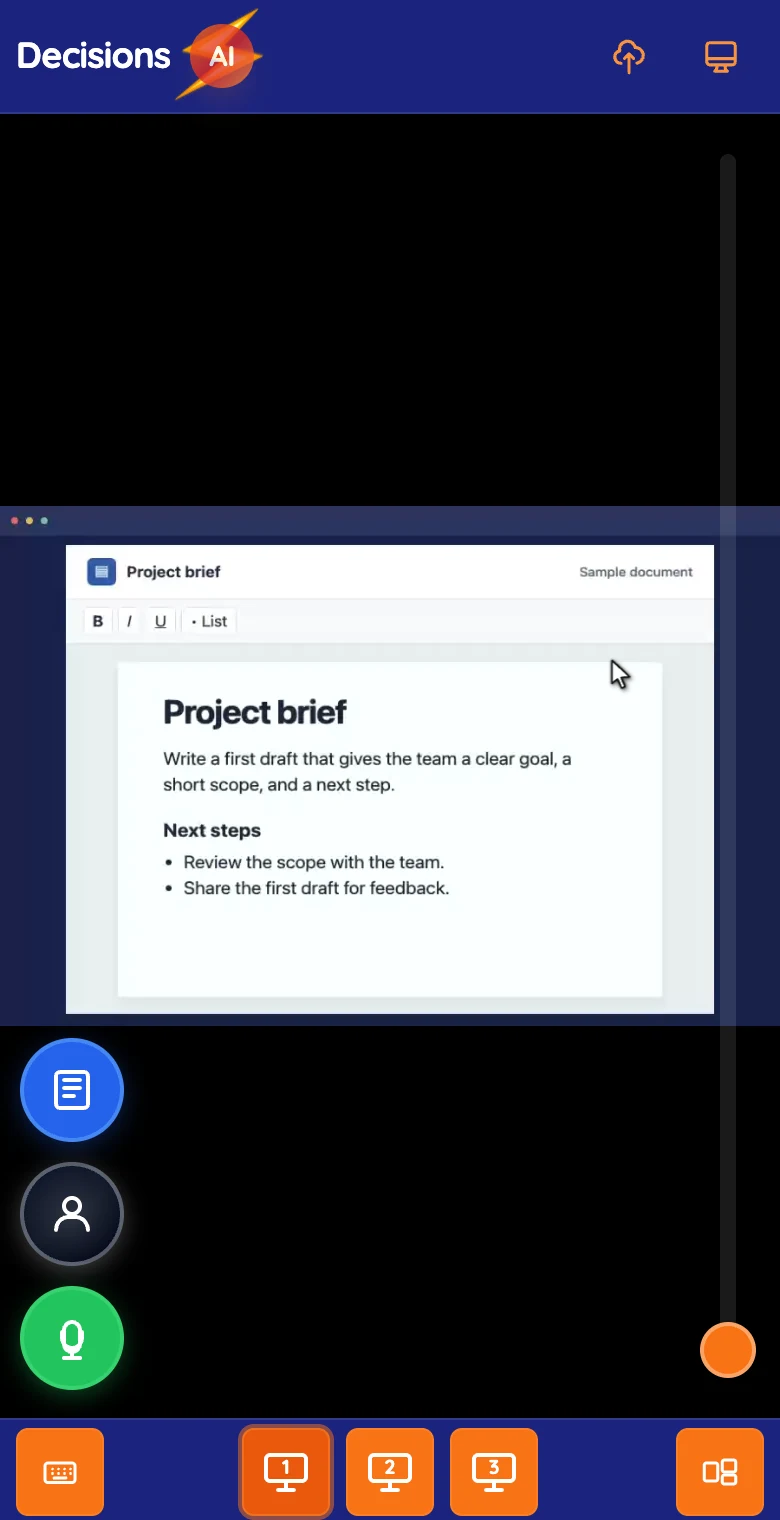 Decisions AI
Project brief
Sample document
B I U • List
Project brief
Write a first draft that gives the team a clear goal, a
short scope, and a next step.
Next steps
• Review the scope with the team.
• Share the first draft for feedback.
1 2 3